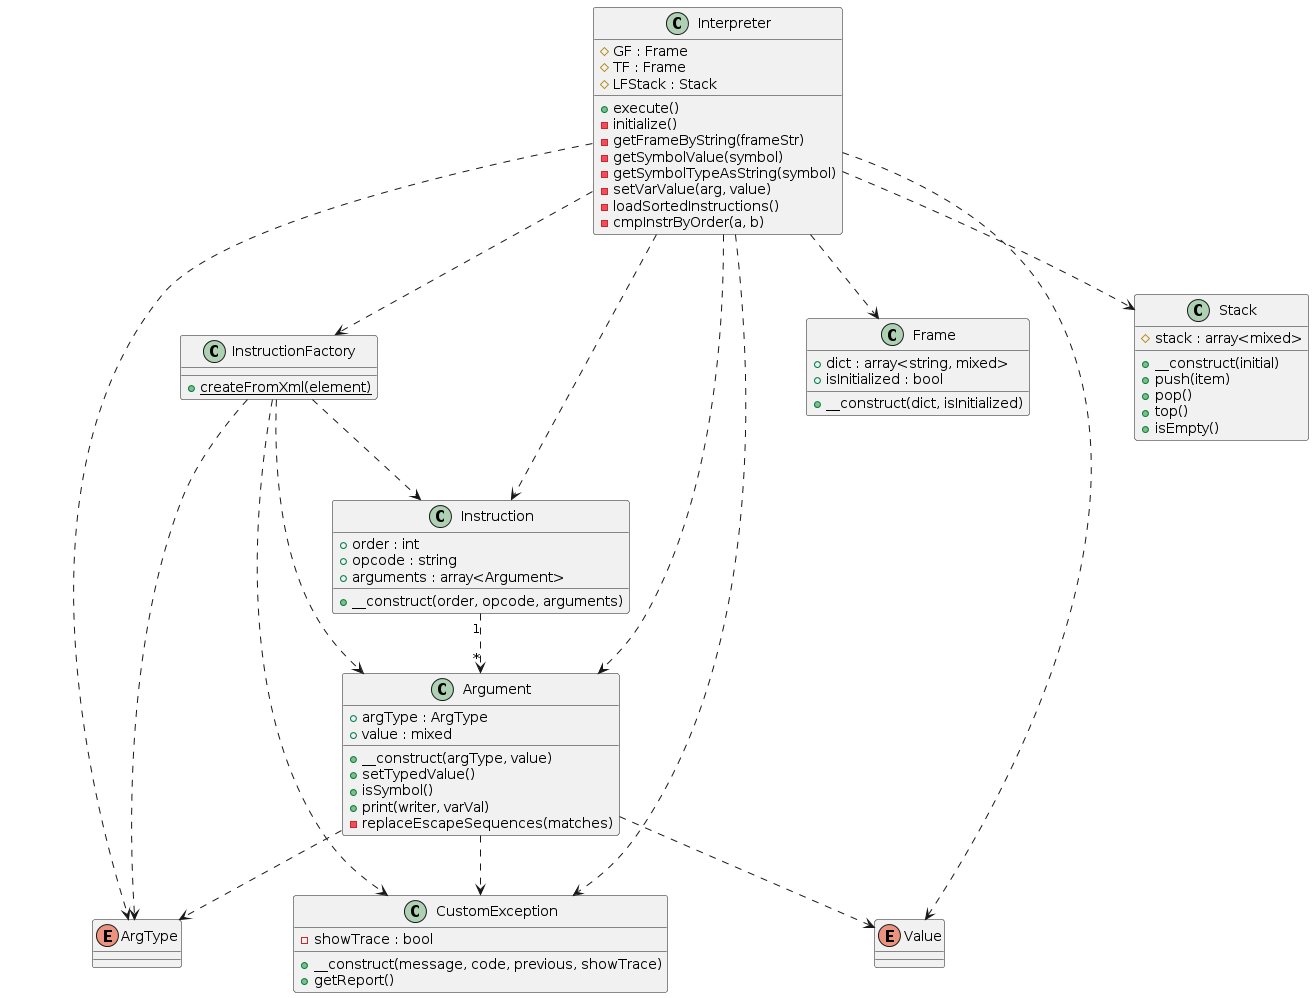 C Interpreter
GF : Frame
TF : Frame
LFStack : Stack
execute()
initialize()
getFrameByString(frameStr)
getSymbolValue(symbol)
getSymbolTypeAsString(symbol)
setVarValue(arg, value)
loadSortedInstructions()
cmpInstrByOrder(a, b)
C Stack
stack : array<mixed>
__construct(initial)
push(item)
pop()
top()
isEmpty()
C Frame
dict : array<string, mixed>
isInitialized : bool
__construct(dict, isInitialized)
C InstructionFactory
createFromXml(element)
C Instruction
order : int
opcode : string
arguments : array<Argument>
__construct(order, opcode, arguments)
1
*
C Argument
argType : ArgType
value : mixed
__construct(argType, value)
setTypedValue()
isSymbol()
print(writer, varVal)
replaceEscapeSequences(matches)
E ArgType
C CustomException
showTrace : bool
__construct(message, code, previous, showTrace)
getReport()
E Value